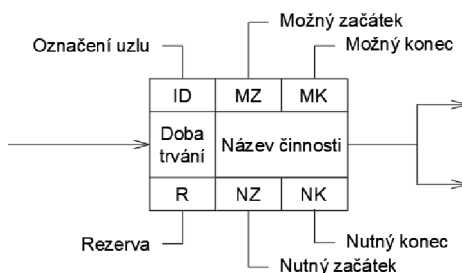 Možný začátek
Označení uzlu
Možný konec
ID
MZ
MK
Doba
trvání
Název činnosti
R
NZ
NK
Rezerva
Nutný konec
Nutný začátek